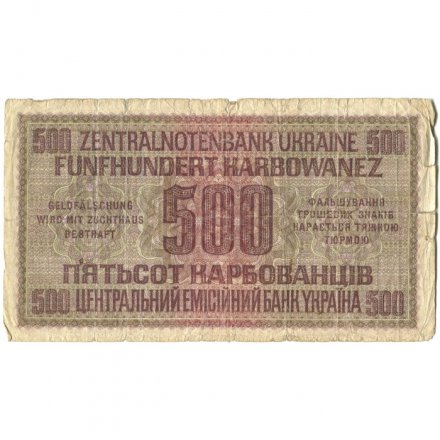 500 ZENTRALNOTENBANK UKRAINE 500
FÜNFHUNDERT KARBOWANEZ
GELDFÄLSCHUNG
WIRD MIT ZUCHTHAUS
BESTRAFT
500
ФАЛЬШУВАННЯ
ГРОШЕВИХ ЗНАКІВ
КАРАЄТЬСЯ ТЯЖКОЮ
ТЮРМОЮ
П'ЯТЬСОТ КАРБОВАНЦІВ
500 ЦЕНТРАЛЬНИЙ ЕМІСІЙНИЙ БАНК УКРАЇНА 500